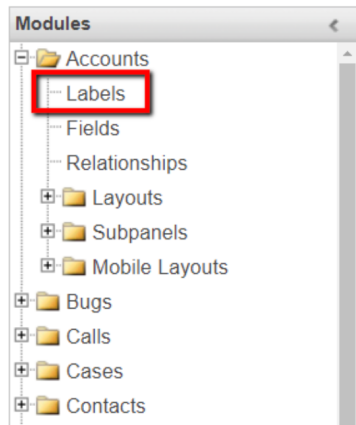 Modules
Accounts
Labels
Fields
Relationships
Layouts
Subpanels
Mobile Layouts
Bugs
Calls
Cases
Contacts